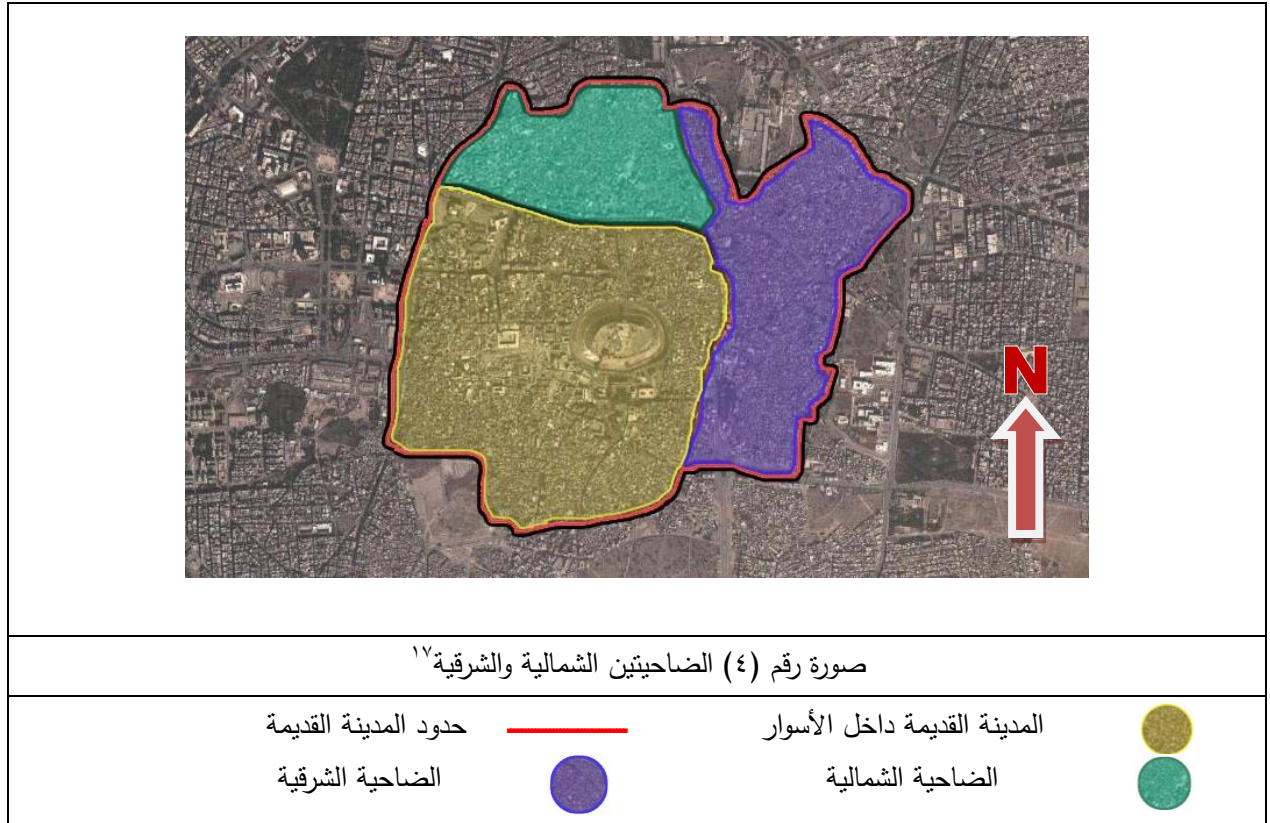 N
صورة رقم (٤) الضاحيتين الشمالية والشرقية١٧
المدينة القديمة داخل الأسوار
حدود المدينة القديمة
الضاحية الشمالية
الضاحية الشرقية